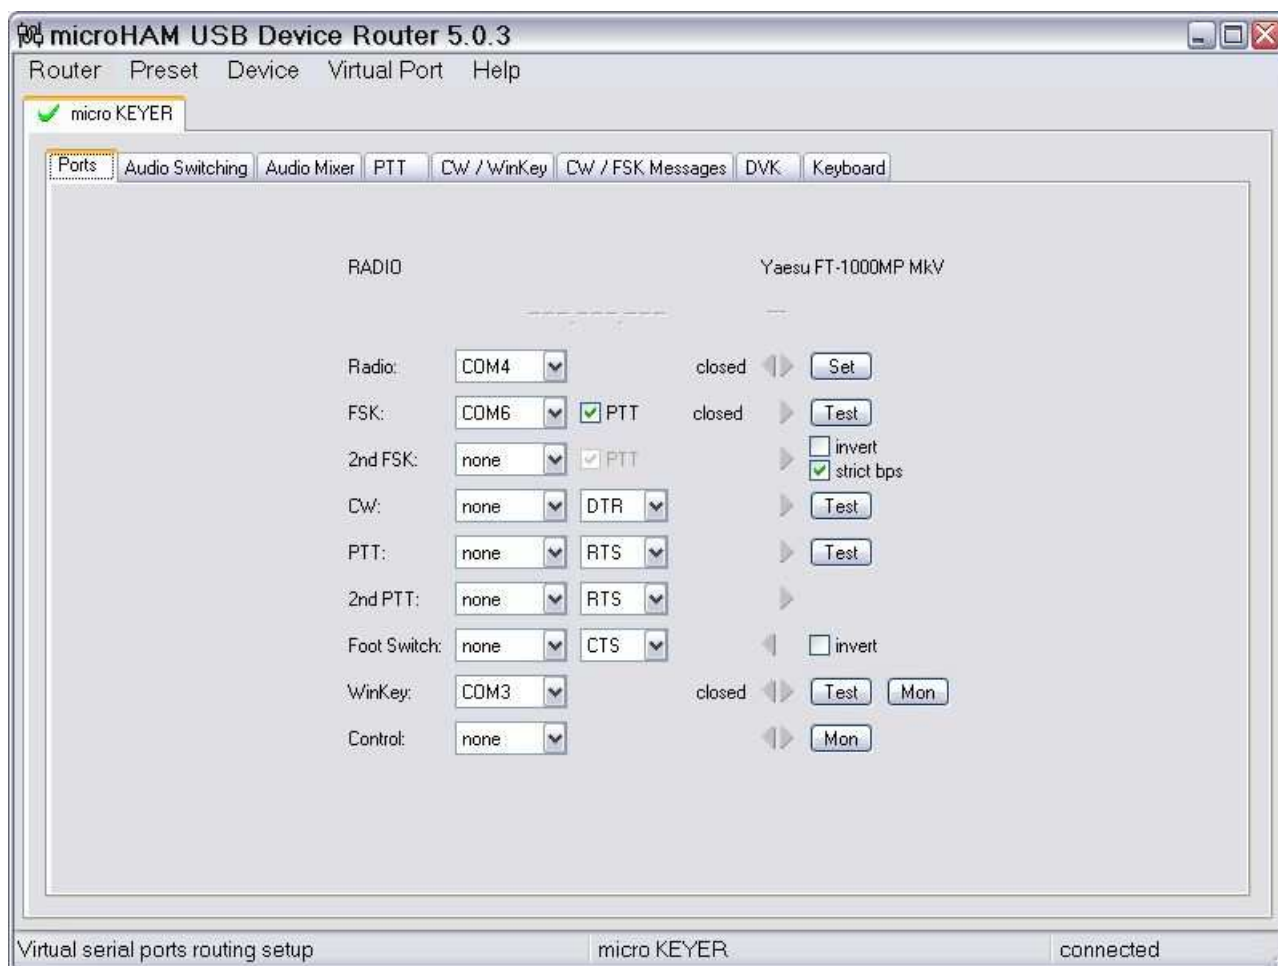 microHAM USB Device Router 5.0.3
Router Preset Device Virtual Port Help
micro KEYER
Ports Audio Switching Audio Mixer PTT CW / WinKey CW / FSK Messages DVK Keyboard
RADIO Yaesu FT-1000MP MkV
---.---.--- --
Radio: COM4 closed Set
FSK: COM6 PTT closed Test
2nd FSK: none PTT invert
strict bps
CW: none DTR Test
PTT: none RTS Test
2nd PTT: none RTS
Foot Switch: none CTS invert
WinKey: COM3 closed Test Mon
Control: none Mon
Virtual serial ports routing setup micro KEYER connected